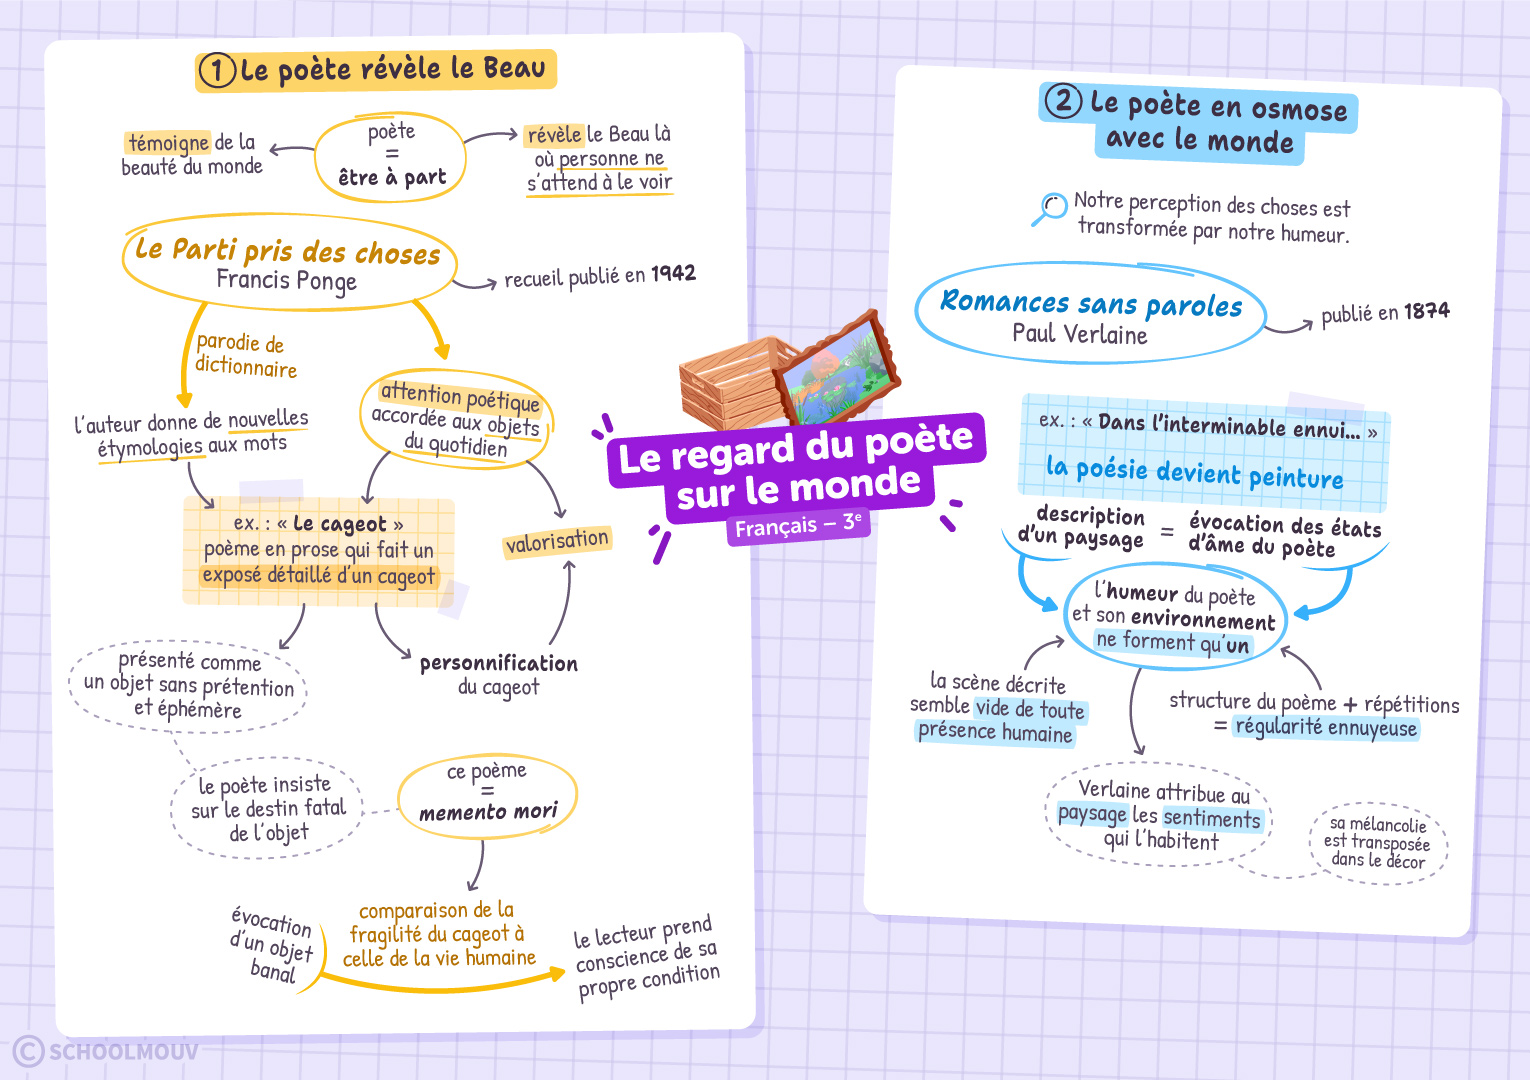 1 Le poète révèle le Beau
témoigne de la
beauté du monde
poète
=
être à part
révèle le Beau là
où personne ne
s'attend à le voir
Le Parti pris des choses
Francis Ponge
recueil publié en 1942
parodie de
dictionnaire
l'auteur donne de nouvelles
étymologies aux mots
attention poétique
accordée aux objets
du quotidien
ex. : « Le cageot »
poème en prose qui fait un
exposé détaillé d'un cageot
valorisation
présenté comme
un objet sans prétention
et éphémère
personnification
du cageot
le poète insiste
sur le destin fatal
de l'objet
ce poème
=
memento mori
évocation
d'un objet
banal
comparaison de la
fragilité du cageot à
celle de la vie humaine
le lecteur prend
conscience de sa
propre condition
Le regard du poète
sur le monde
Français – 3e
2 Le poète en osmose
avec le monde
Notre perception des choses est
transformée par notre humeur.
Romances sans paroles
Paul Verlaine
publié en 1874
ex. : « Dans l'interminable ennui... »
la poésie devient peinture
description
d'un paysage
=
évocation des états
d'âme du poète
l'humeur du poète
et son environnement
ne forment qu'un
la scène décrite
semble vide de toute
présence humaine
structure du poème + répétitions
= régularité ennuyeuse
Verlaine attribue au
paysage les sentiments
qui l'habitent
sa mélancolie
est transposée
dans le décor
© SCHOOLMOUV